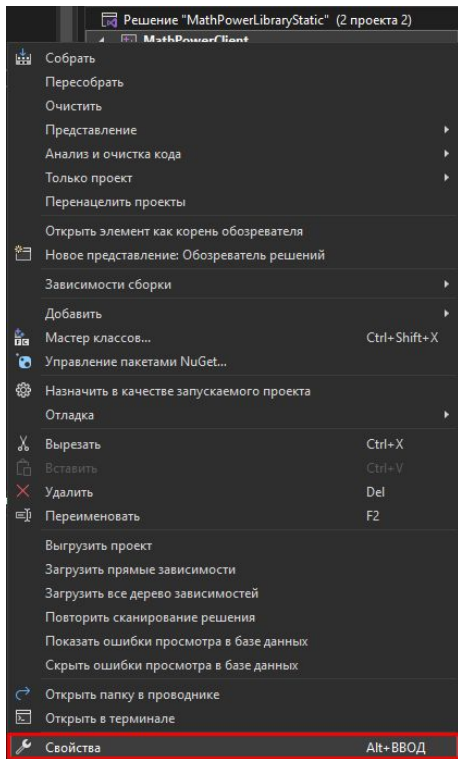 Решение "MathPowerLibraryStatic" (2 проекта 2)
MathPowerClient
Собрать
Пересобрать
Очистить
Представление
Анализ и очистка кода
Только проект
Перенацелить проекты
Открыть элемент как корень обозревателя
Новое представление: Обозреватель решений
Зависимости сборки
Добавить
Мастер классов... Ctrl+Shift+X
Управление пакетами NuGet...
Назначить в качестве запускаемого проекта
Отладка
Вырезать Ctrl+X
Вставить Ctrl+V
Удалить Del
Переименовать F2
Выгрузить проект
Загрузить прямые зависимости
Загрузить все дерево зависимостей
Повторить сканирование решения
Показать ошибки просмотра в базе данных
Скрыть ошибки просмотра в базе данных
Открыть папку в проводнике
Открыть в терминале
Свойства Alt+ВВОД